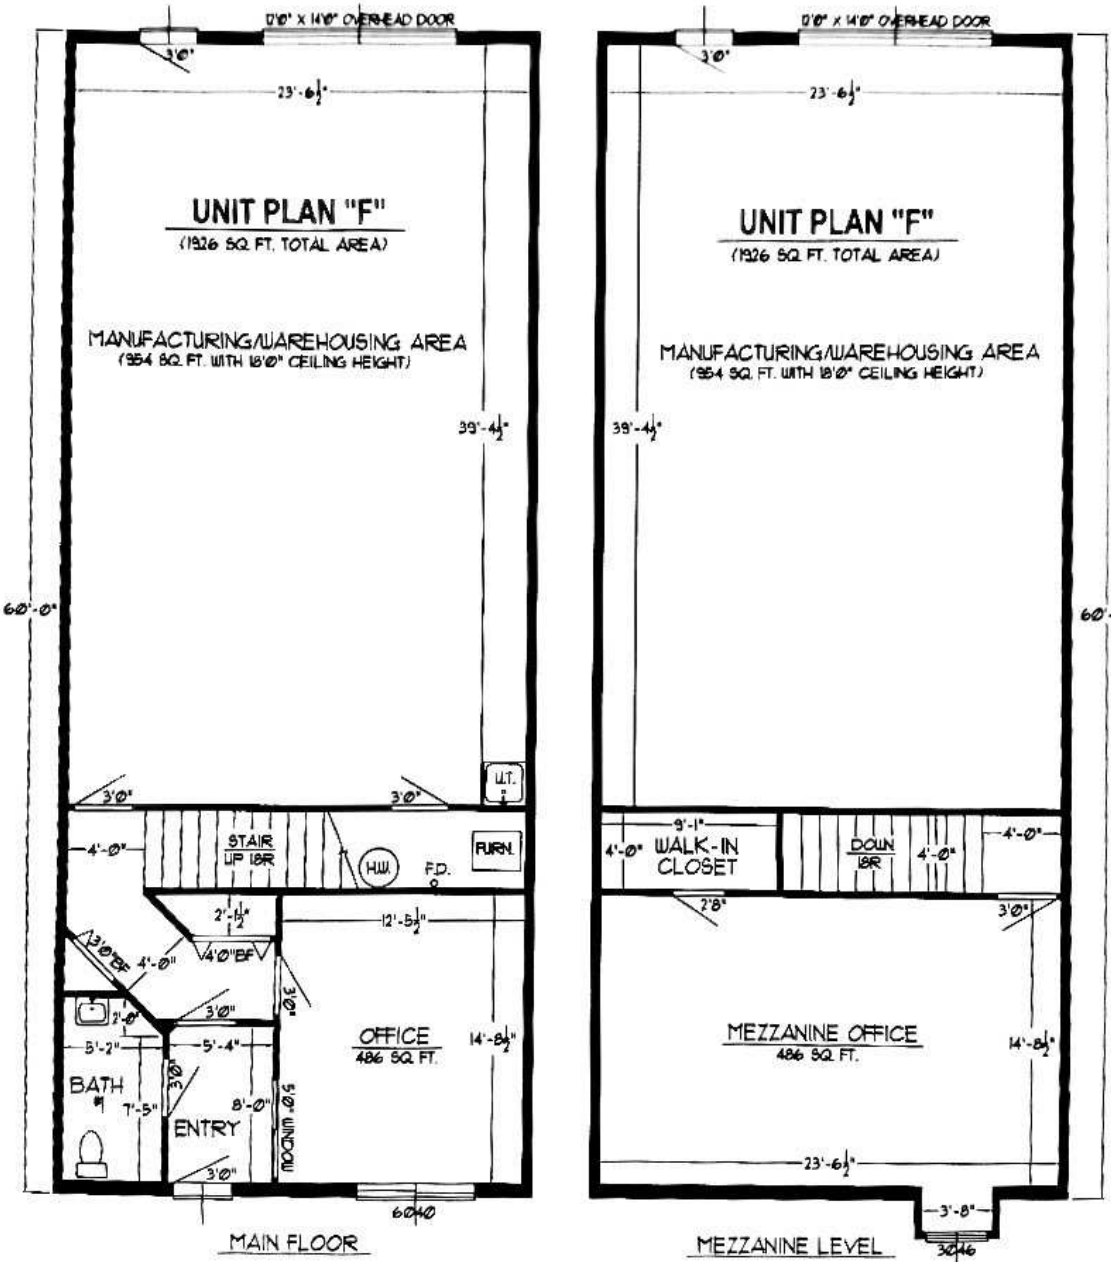 12'0" X 14'0" OVERHEAD DOOR
3'0"
23'-6½"
UNIT PLAN "F"
(1926 SQ. FT. TOTAL AREA)
MANUFACTURING/WAREHOUSING AREA
(954 SQ. FT. WITH 18'0" CEILING HEIGHT)
39'-4½"
60'-0"
U.T.
3'0"
3'0"
4'-0"
STAIR
UP 18R
H.W.
F.D.
FURN.
2'-1½"
12'-5½"
3'0"BF
4'-0"
4'0"BF
3'0"
3'0"
2'-0"
5'-2"
5'-4"
OFFICE
486 SQ FT.
14'-8½"
BATH
#1
7'-5"
3'0"
8'-0"
5'0" WINDOW
ENTRY
3'0"
6040
MAIN FLOOR
12'0" X 14'0" OVERHEAD DOOR
3'0"
23'-6½"
UNIT PLAN "F"
(1926 SQ. FT. TOTAL AREA)
MANUFACTURING/WAREHOUSING AREA
(954 SQ. FT. WITH 18'0" CEILING HEIGHT)
39'-4½"
9'-1"
4'-0"
WALK-IN
CLOSET
DOWN
18R
4'-0"
4'-0"
2'8"
3'0"
MEZZANINE OFFICE
486 SQ FT.
14'-8½"
23'-6½"
3'-8"
3046
MEZZANINE LEVEL